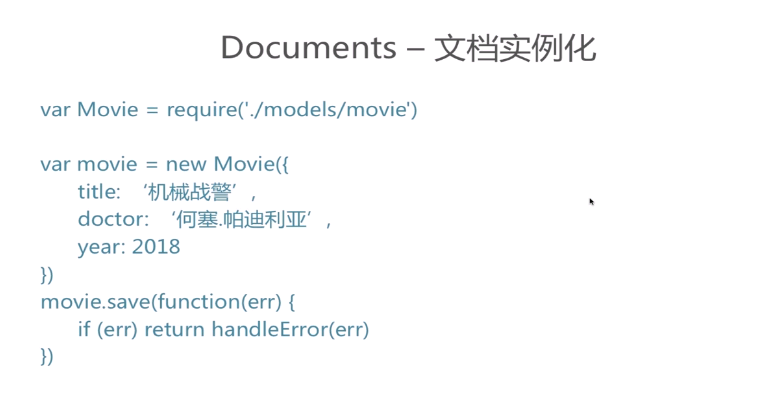 Documents – 文档实例化
var Movie = require('./models/movie')
var movie = new Movie({
title: ‘机械战警’,
doctor: ‘何塞.帕迪利亚’,
year: 2018
})
movie.save(function(err) {
if (err) return handleError(err)
})